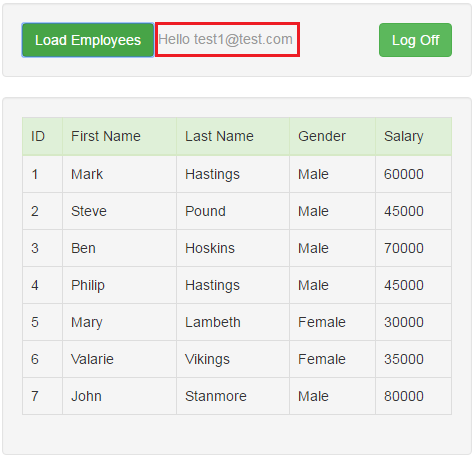 Load Employees Hello test1@test.com Log Off
ID First Name Last Name Gender Salary
1 Mark Hastings Male 60000
2 Steve Pound Male 45000
3 Ben Hoskins Male 70000
4 Philip Hastings Male 45000
5 Mary Lambeth Female 30000
6 Valarie Vikings Female 35000
7 John Stanmore Male 80000